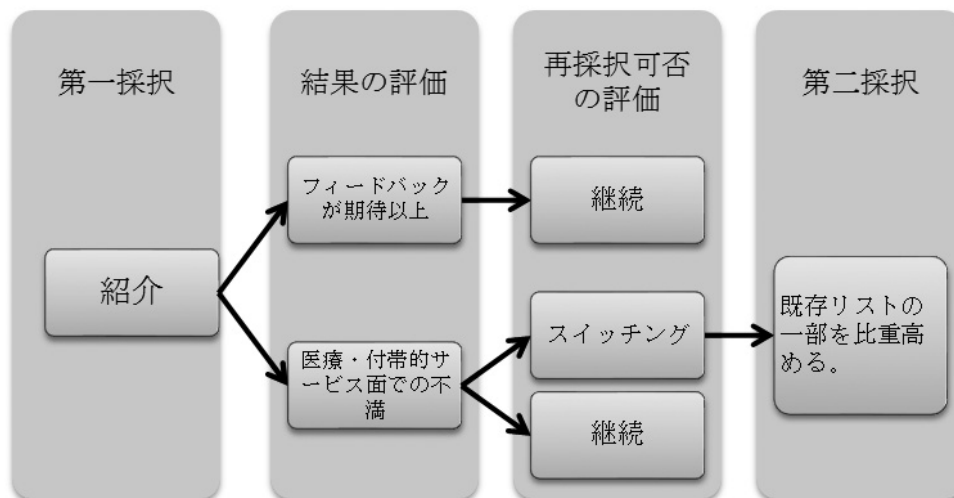 第一採択
結果の評価
再採択可否
の評価
第二採択
紹介
フィードバック
が期待以上
医療・付帯的サ
ービス面での不
満
継続
スイッチング
継続
既存リストの
一部を比重高
める。